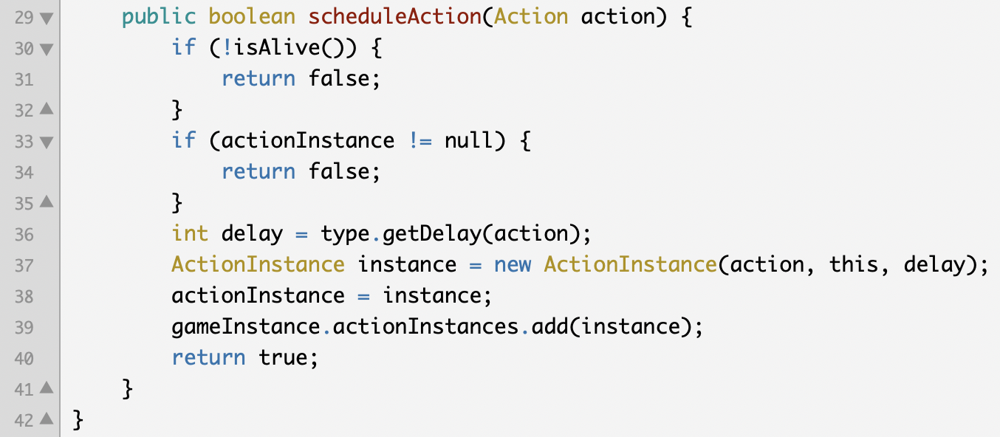 29 public boolean scheduleAction(Action action) {
30 if (!isAlive()) {
31 return false;
32 }
33 if (actionInstance != null) {
34 return false;
35 }
36 int delay = type.getDelay(action);
37 ActionInstance instance = new ActionInstance(action, this, delay);
38 actionInstance = instance;
39 gameInstance.actionInstances.add(instance);
40 return true;
41 }
42 }